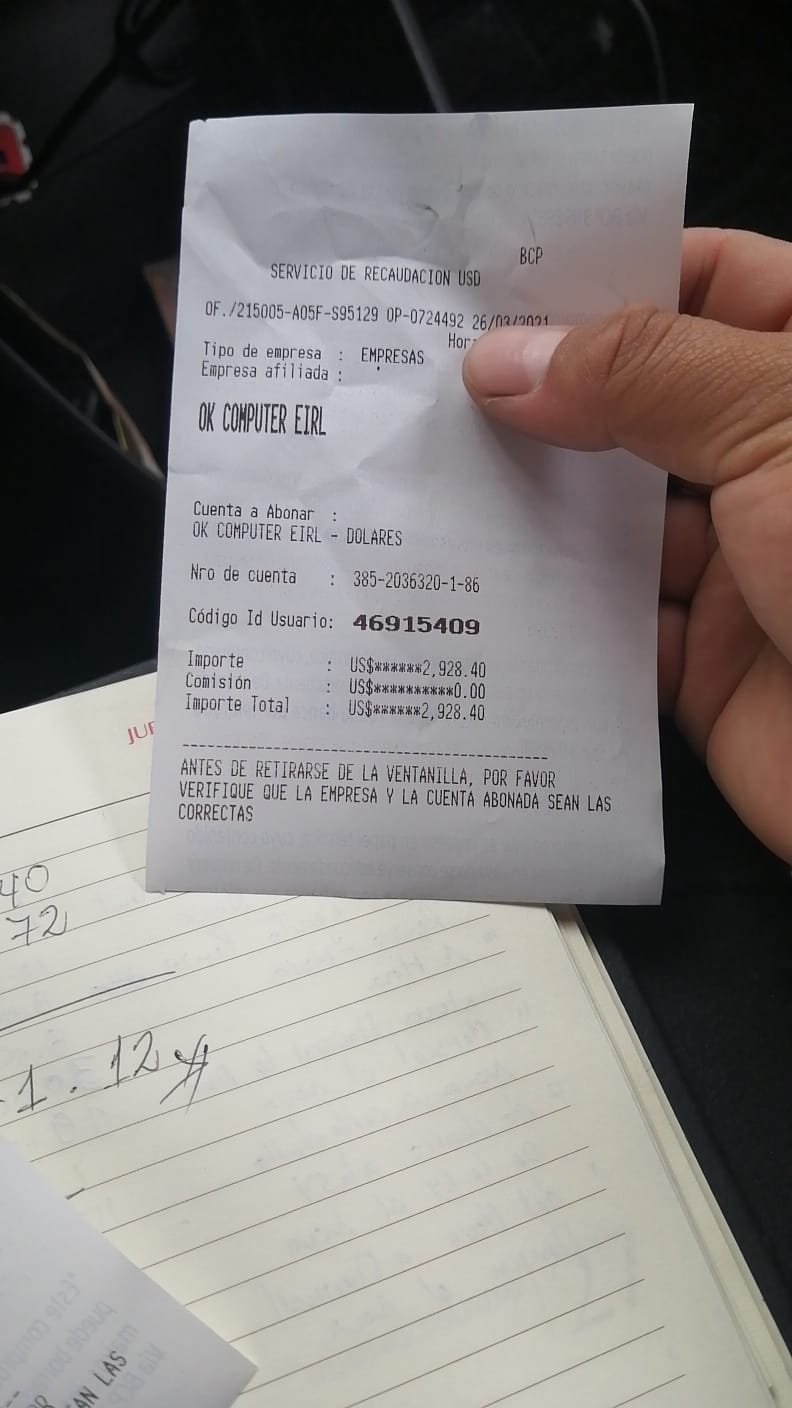 BCP
SERVICIO DE RECAUDACION USD
OF./215005-A05F-S95129 OP-0724492 26/03/2021
Hor
Tipo de empresa : EMPRESAS
Empresa afiliada :
OK COMPUTER EIRL
Cuenta a Abonar :
OK COMPUTER EIRL - DOLARES
Nro de cuenta : 385-2036320-1-86
Código Id Usuario: 46915409
Importe : US$******2,928.40
Comisión : US$**********0.00
Importe Total : US$******2,928.40
------------------------------------------------
ANTES DE RETIRARSE DE LA VENTANILLA, POR FAVOR
VERIFIQUE QUE LA EMPRESA Y LA CUENTA ABONADA SEAN LAS
CORRECTAS
JUE
40
72
1.12
AN LAS